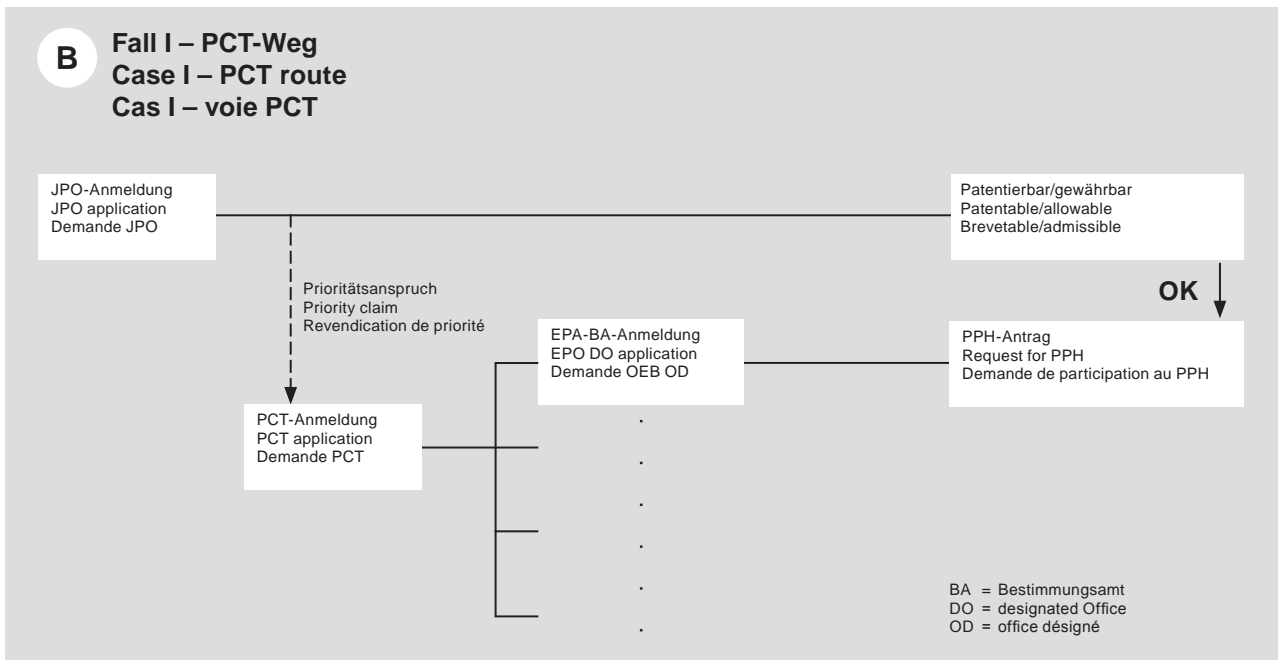 B
Fall I – PCT-Weg
Case I – PCT route
Cas I – voie PCT
JPO-Anmeldung
JPO application
Demande JPO
Patentierbar/gewährbar
Patentable/allowable
Brevetable/admissible
OK
Prioritätsanspruch
Priority claim
Revendication de priorité
EPA-BA-Anmeldung
EPO DO application
Demande OEB OD
PPH-Antrag
Request for PPH
Demande de participation au PPH
PCT-Anmeldung
PCT application
Demande PCT
BA = Bestimmungsamt
DO = designated Office
OD = office désigné